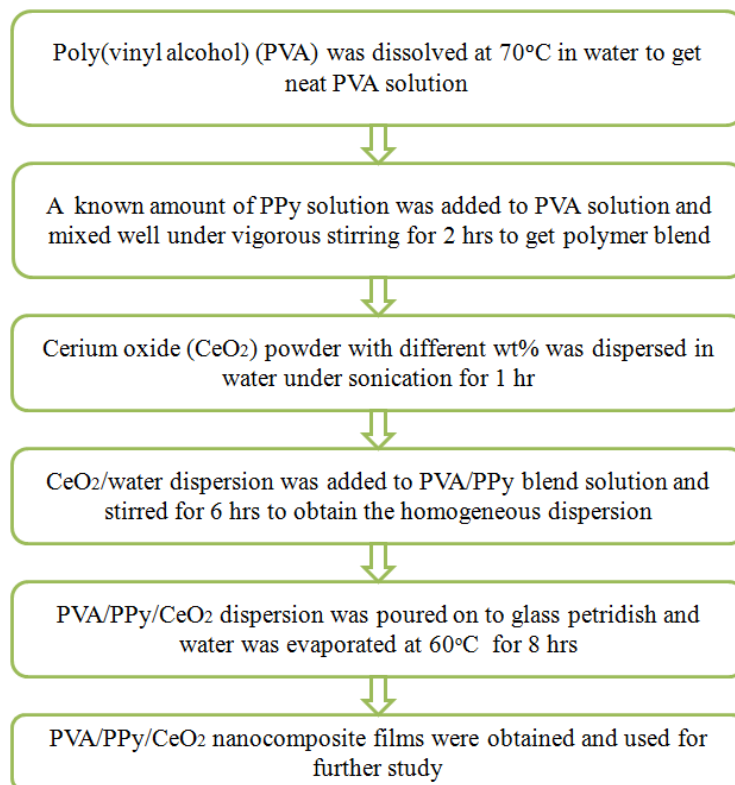 Poly(vinyl alcohol) (PVA) was dissolved at 70°C in water to get
neat PVA solution
A known amount of PPy solution was added to PVA solution and
mixed well under vigorous stirring for 2 hrs to get polymer blend
Cerium oxide (CeO₂) powder with different wt% was dispersed in
water under sonication for 1 hr
CeO₂/water dispersion was added to PVA/PPy blend solution and
stirred for 6 hrs to obtain the homogeneous dispersion
PVA/PPy/CeO₂ dispersion was poured on to glass petridish and
water was evaporated at 60°C for 8 hrs
PVA/PPy/CeO₂ nanocomposite films were obtained and used for
further study